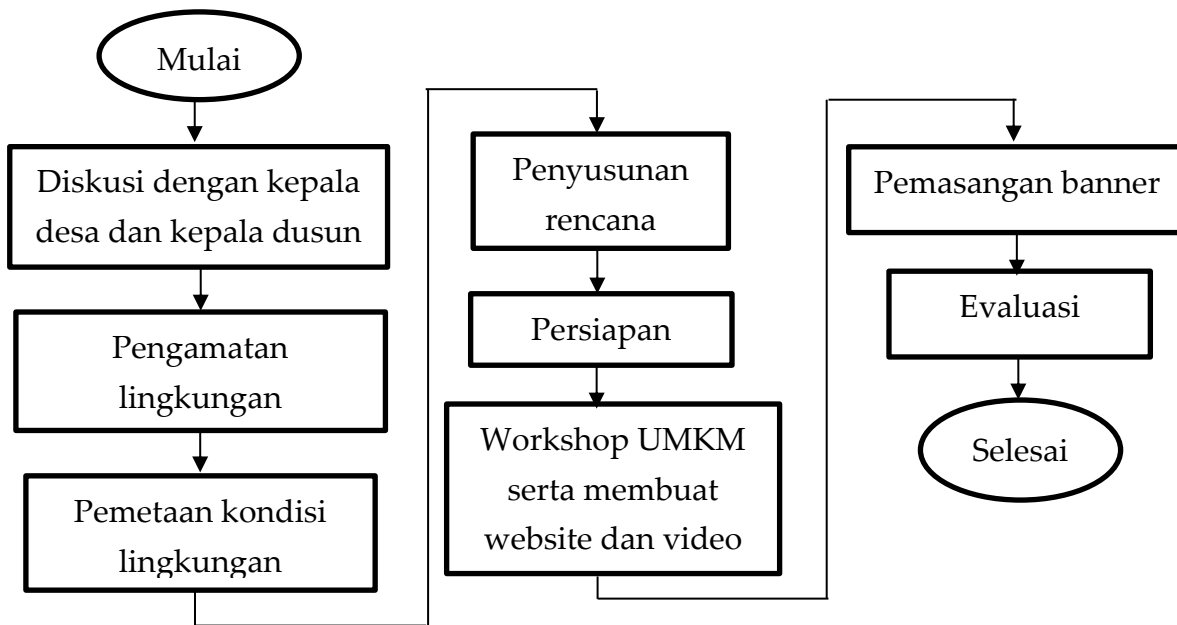 Mulai
Diskusi dengan kepala
desa dan kepala dusun
Pengamatan
lingkungan
Pemetaan kondisi
lingkungan
Penyusunan
rencana
Persiapan
Workshop UMKM
serta membuat
website dan video
Pemasangan banner
Evaluasi
Selesai